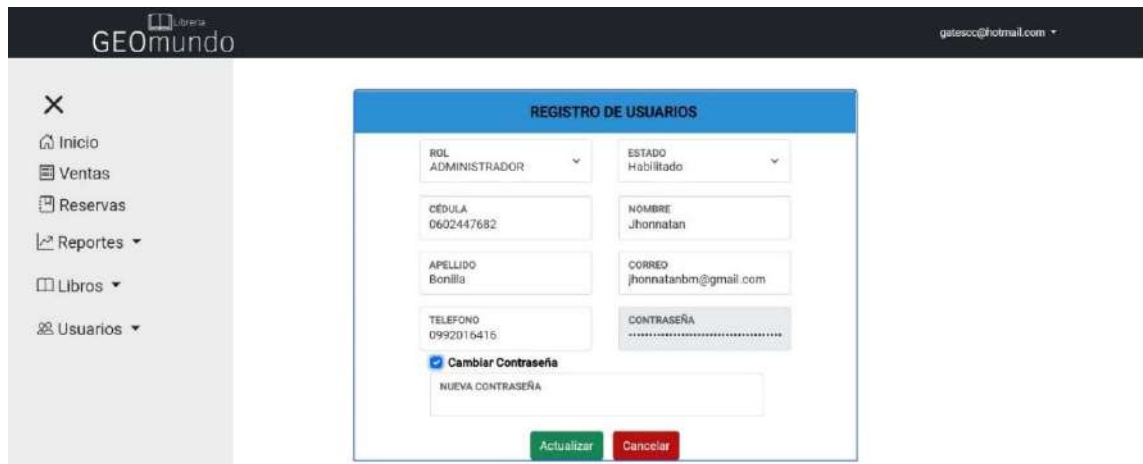 Librería
GEOmundo
gatescc@hotmail.com
Inicio
Ventas
Reservas
Reportes
Libros
Usuarios
REGISTRO DE USUARIOS
ROL
ADMINISTRADOR
ESTADO
Habilitado
CÉDULA
0602447682
NOMBRE
Jhonnatan
APELLIDO
Bonilla
CORREO
jhonnatanbm@gmail.com
TELEFONO
0992016416
CONTRASEÑA
Cambiar Contraseña
NUEVA CONTRASEÑA
Actualizar
Cancelar